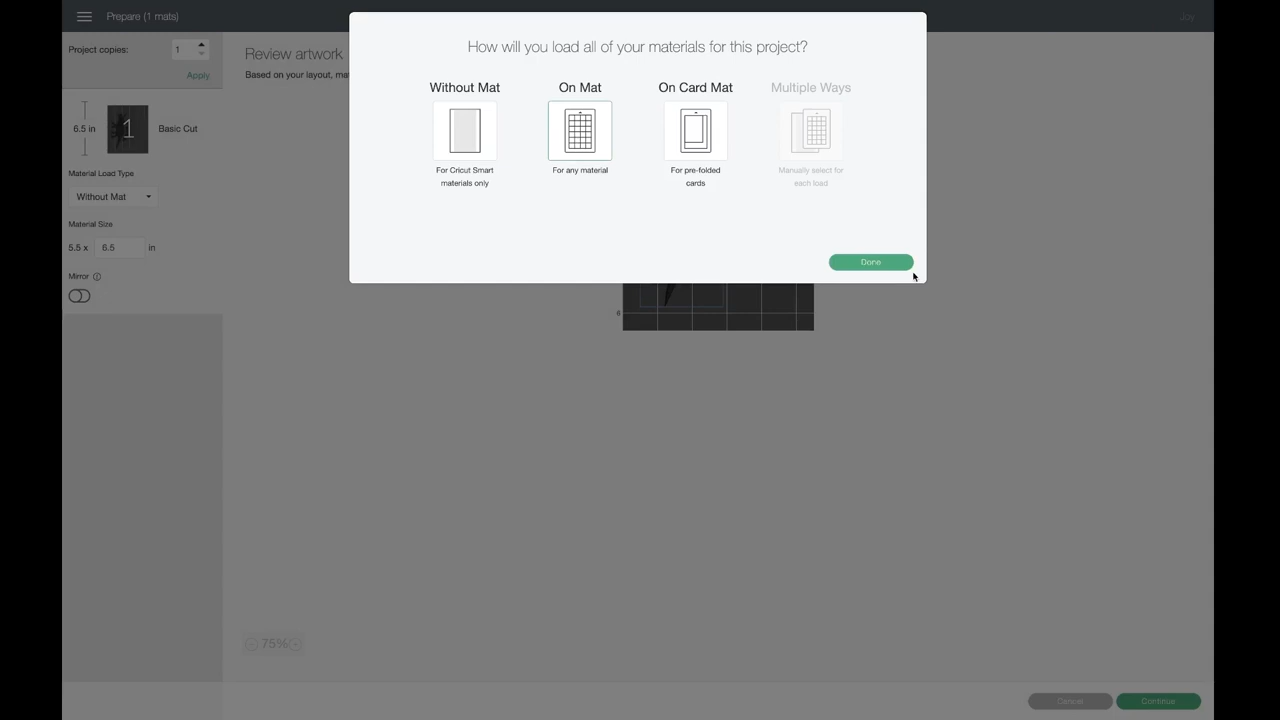 Prepare (1 mats)
Joy
Project copies:
1
Apply
6.5 in
1
Basic Cut
Material Load Type
Without Mat
Material Size
5.5 x
6.5
in
Mirror
Review artwork
Based on your layout, mat
How will you load all of your materials for this project?
Without Mat
For Cricut Smart
materials only
On Mat
For any material
On Card Mat
For pre-folded
cards
Multiple Ways
Manually select for
each load
Done
6
75%
Cancel
Continue